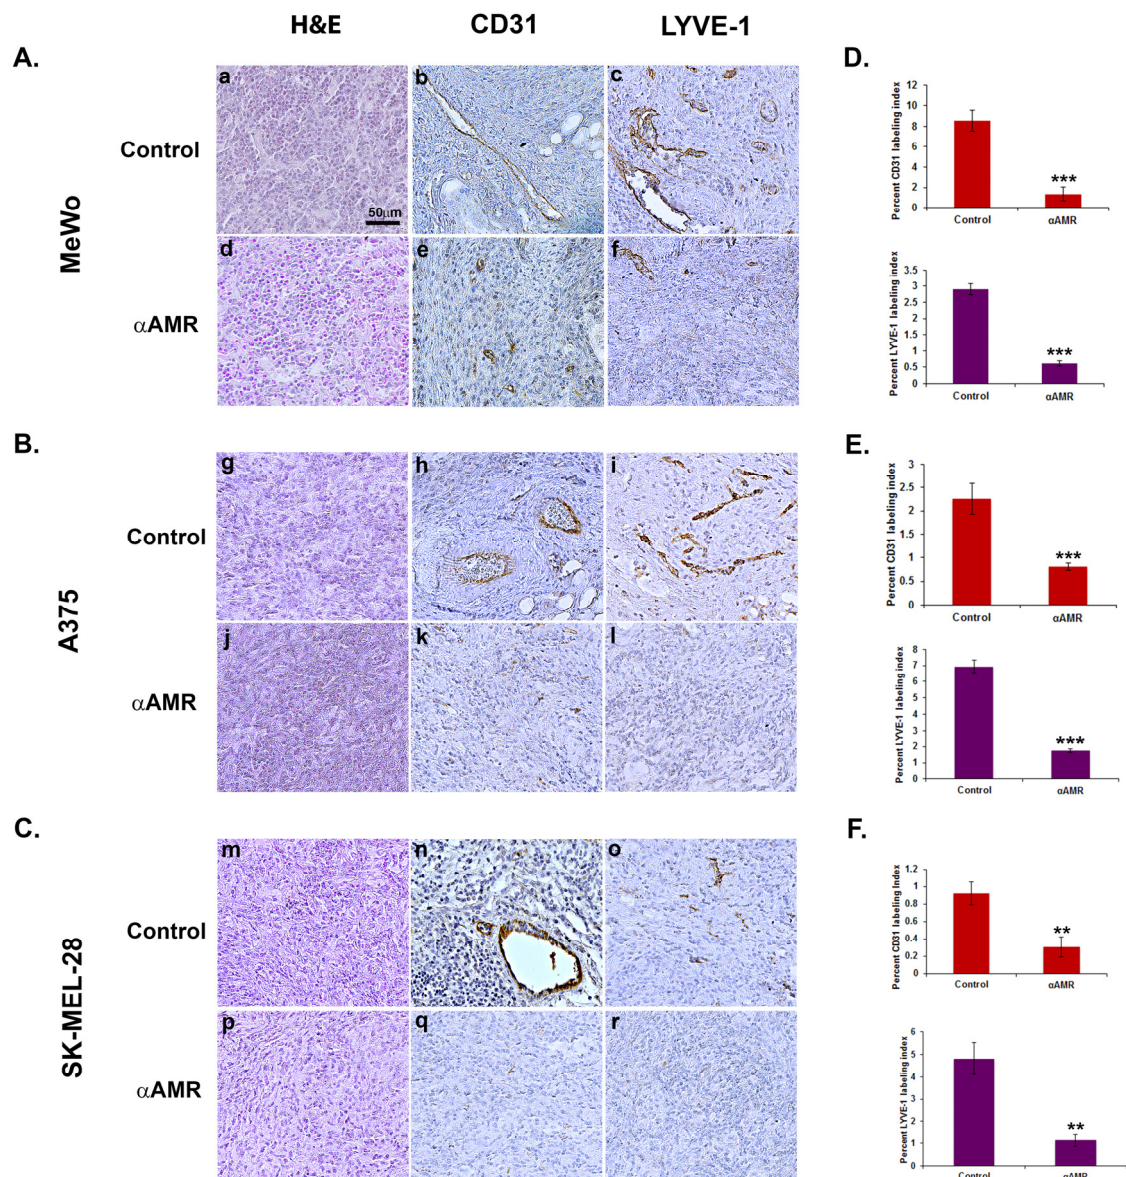 H&E CD31 LYVE-1
A. D.
MeWo
Control
a b c
50μm
αAMR
d e f
Percent CD31 labeling index
12
10
8
6
4
2
0
***
Control αAMR
Percent LYVE-1 labeling index
3.5
3
2.5
2
1.5
1
0.5
0
***
Control αAMR
B. E.
A375
Control
g h i
αAMR
j k l
Percent CD31 labeling index
3
2.5
2
1.5
1
0.5
0
***
Control αAMR
Percent LYVE-1 labeling index
8
7
6
5
4
3
2
1
0
***
Control αAMR
C. F.
SK-MEL-28
Control
m n o
αAMR
p q r
Percent CD31 labeling Index
1.2
1
0.8
0.6
0.4
0.2
0
**
Control αAMR
Percent LYVE-1 labeling index
6
5
4
3
2
1
0
**
Control αAMR